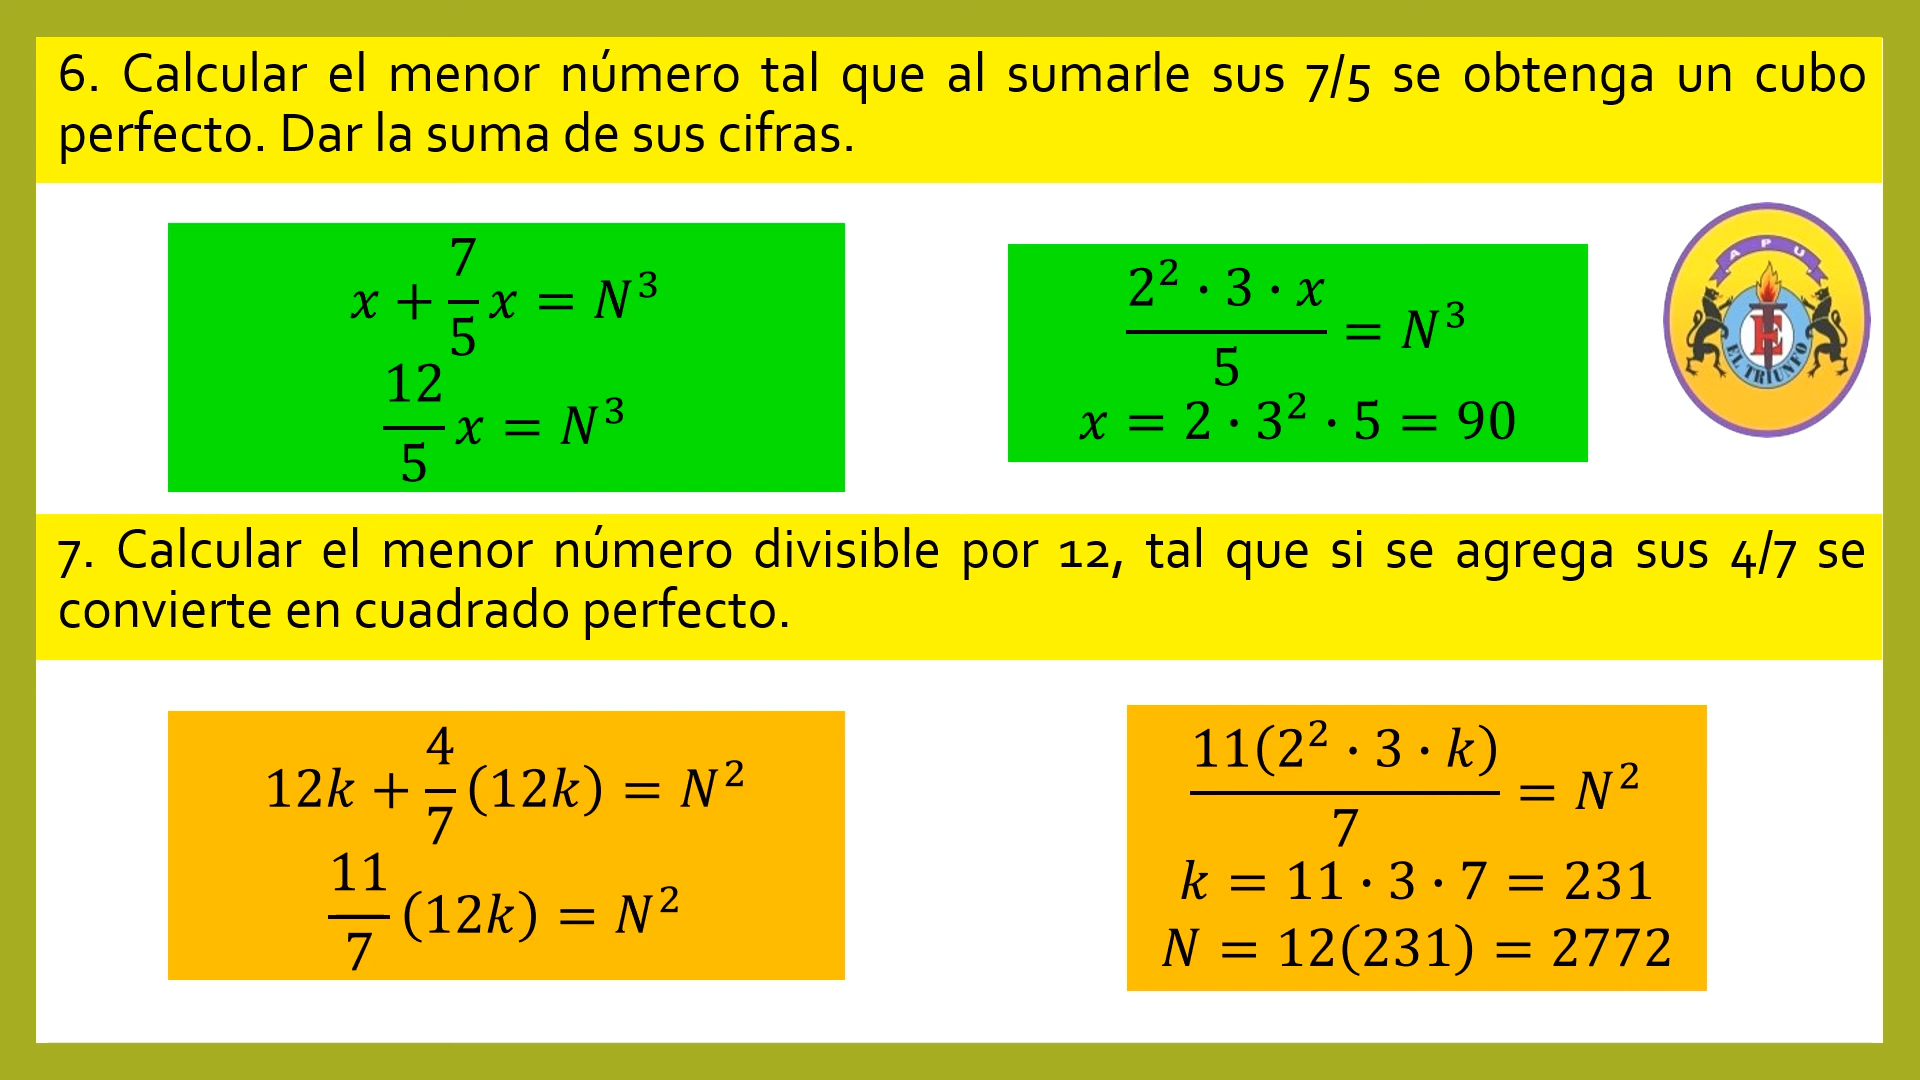 6. Calcular el menor número tal que al sumarle sus 7/5 se obtenga un cubo
perfecto. Dar la suma de sus cifras.
x + 7/5 x = N³
12/5 x = N³
2² · 3 · x / 5 = N³
x = 2 · 3² · 5 = 90
A P U
E
EL TRIUNFO
7. Calcular el menor número divisible por 12, tal que si se agrega sus 4/7 se
convierte en cuadrado perfecto.
12k + 4/7 (12k) = N²
11/7 (12k) = N²
11(2² · 3 · k) / 7 = N²
k = 11 · 3 · 7 = 231
N = 12(231) = 2772